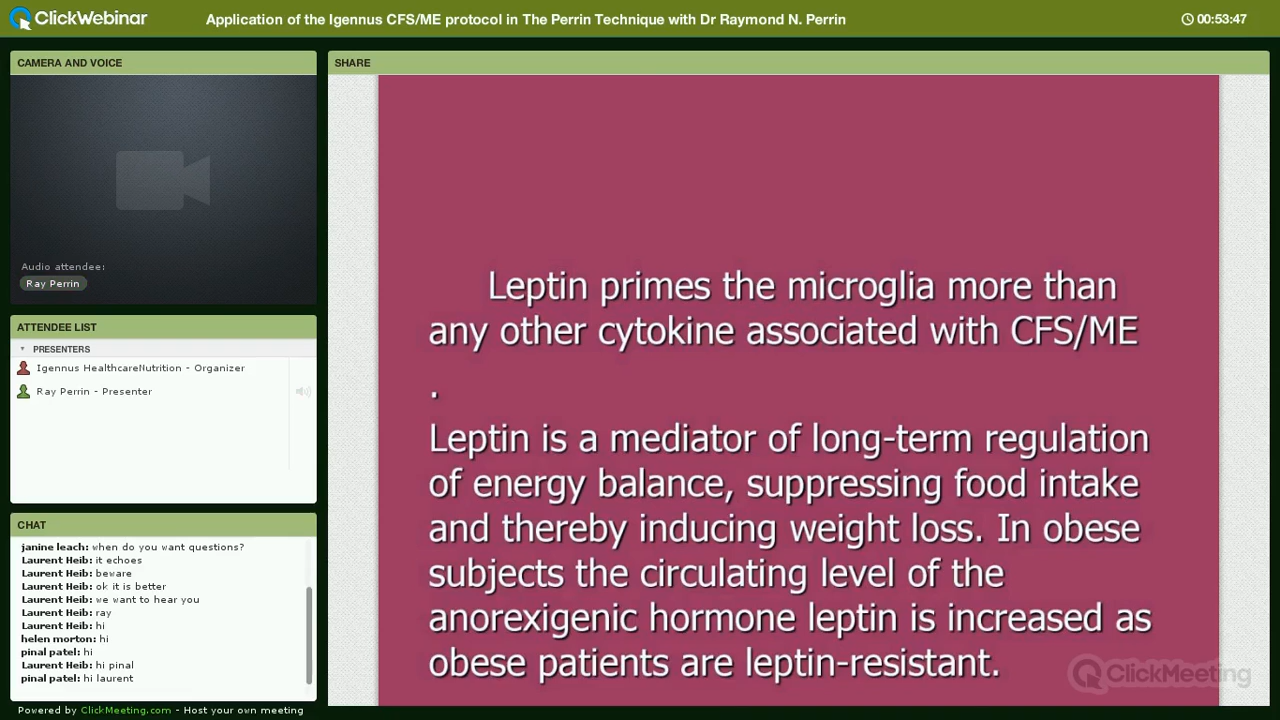 ClickWebinar
Application of the Igennus CFS/ME protocol in The Perrin Technique with Dr Raymond N. Perrin
00:53:47
CAMERA AND VOICE
Audio attendee:
Ray Perrin
ATTENDEE LIST
PRESENTERS
Igennus HealthcareNutrition - Organizer
Ray Perrin - Presenter
CHAT
janine leach: when do you want questions?
Laurent Heib: it echoes
Laurent Heib: beware
Laurent Heib: ok it is better
Laurent Heib: we want to hear you
Laurent Heib: ray
Laurent Heib: hi
helen morton: hi
pinal patel: hi
Laurent Heib: hi pinal
pinal patel: hi laurent
Powered by ClickMeeting.com - Host your own meeting
SHARE
Leptin primes the microglia more than
any other cytokine associated with CFS/ME
.
Leptin is a mediator of long-term regulation
of energy balance, suppressing food intake
and thereby inducing weight loss. In obese
subjects the circulating level of the
anorexigenic hormone leptin is increased as
obese patients are leptin-resistant.
ClickMeeting